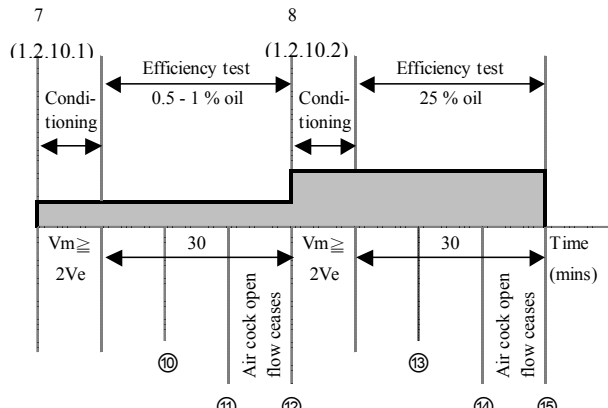 7 8
(1.2.10.1) (1.2.10.2)
Efficiency test Efficiency test
Condi- 0.5 - 1 % oil Condi- 25 % oil
tioning tioning
Vm≧ 30 Vm≧ 30 Time
2Ve 2Ve (mins)
Air cock open
flow ceases
Air cock open
flow ceases
⑩ ⑬
⑪ ⑫ ⑭ ⑮